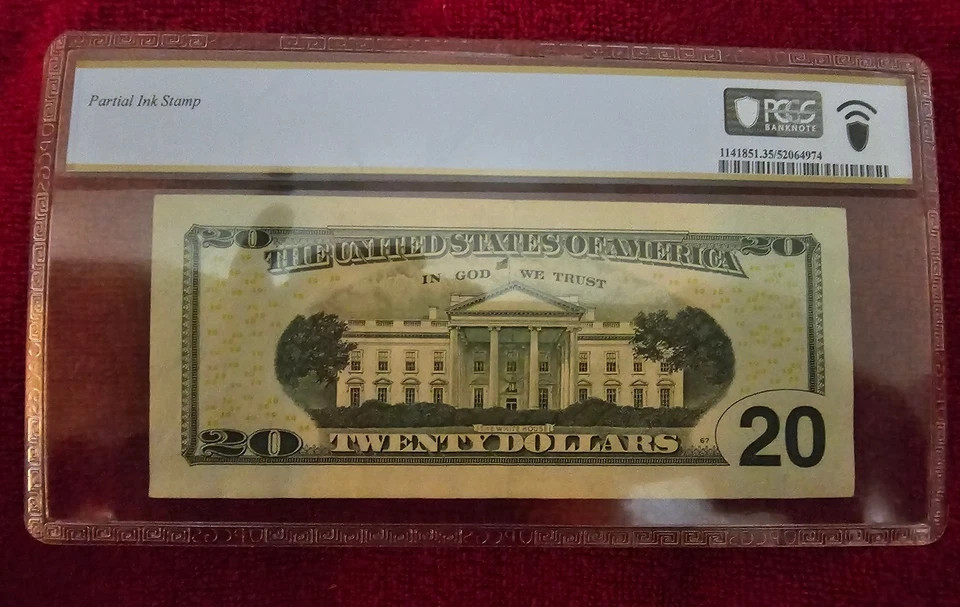 Partial Ink Stamp
PCGS
BANKNOTE
1141851.35/52064974
20 20
THE UNITED STATES OF AMERICA
IN GOD WE TRUST
THE WHITE HOUSE
20 TWENTY DOLLARS 67 20